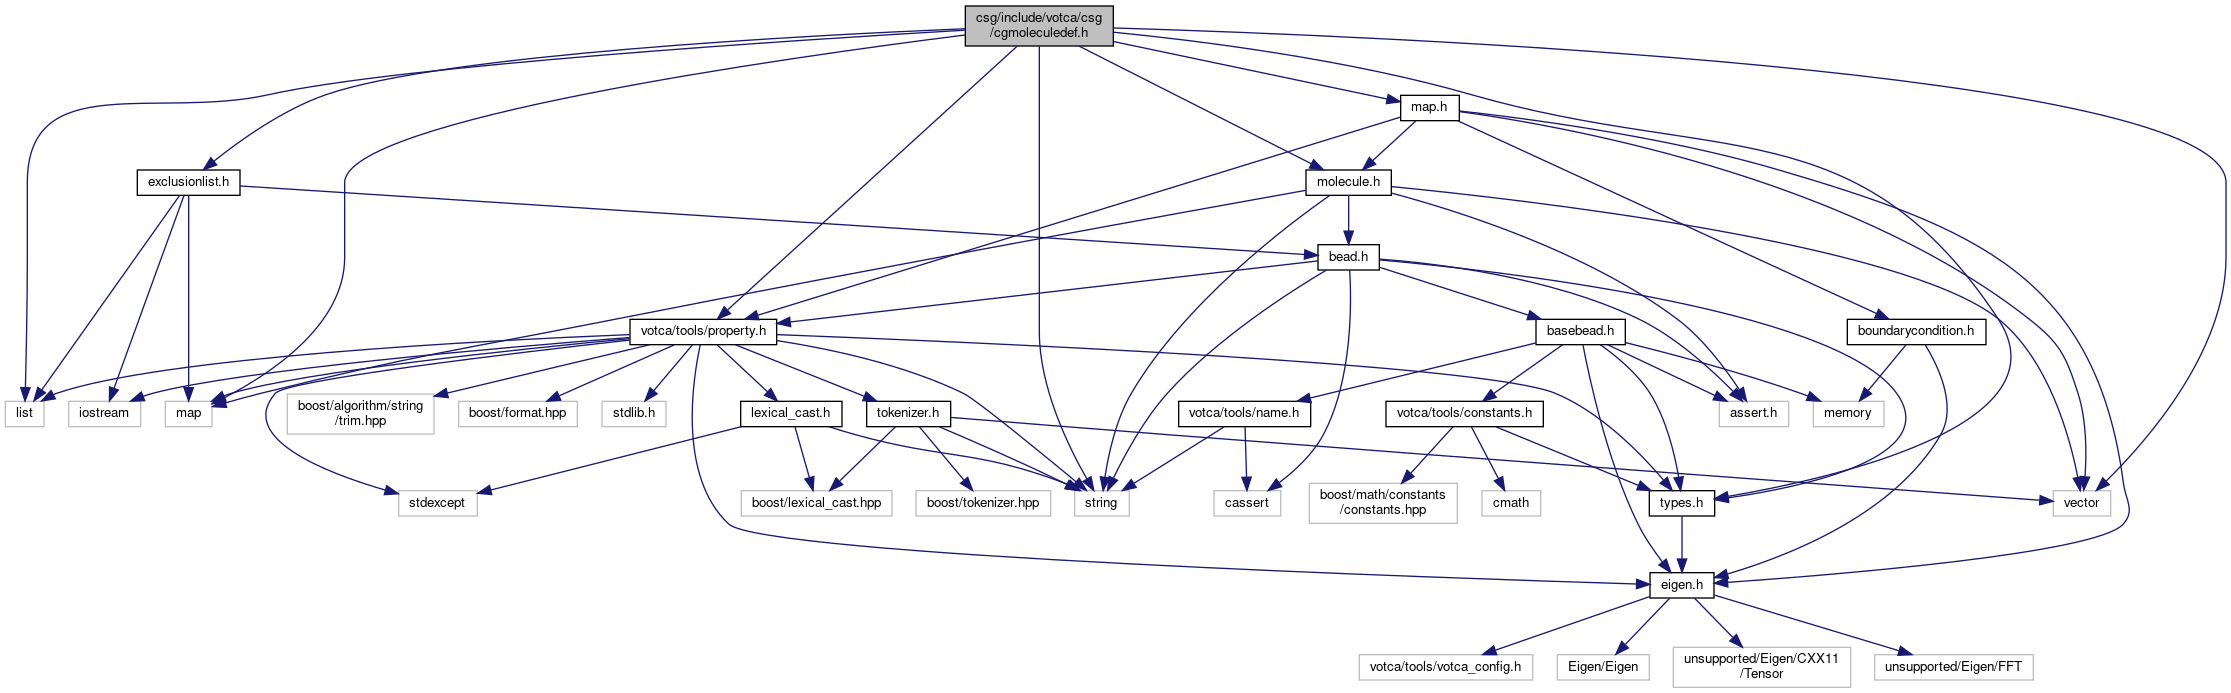 csg/include/votca/csg
/cgmoleculedef.h
map.h
exclusionlist.h
molecule.h
bead.h
votca/tools/property.h
basebead.h
boundarycondition.h
list
iostream
map
boost/algorithm/string
/trim.hpp
boost/format.hpp
stdlib.h
lexical_cast.h
tokenizer.h
votca/tools/name.h
votca/tools/constants.h
assert.h
memory
stdexcept
boost/lexical_cast.hpp
boost/tokenizer.hpp
string
cassert
boost/math/constants
/constants.hpp
cmath
types.h
vector
eigen.h
votca/tools/votca_config.h
Eigen/Eigen
unsupported/Eigen/CXX11
/Tensor
unsupported/Eigen/FFT